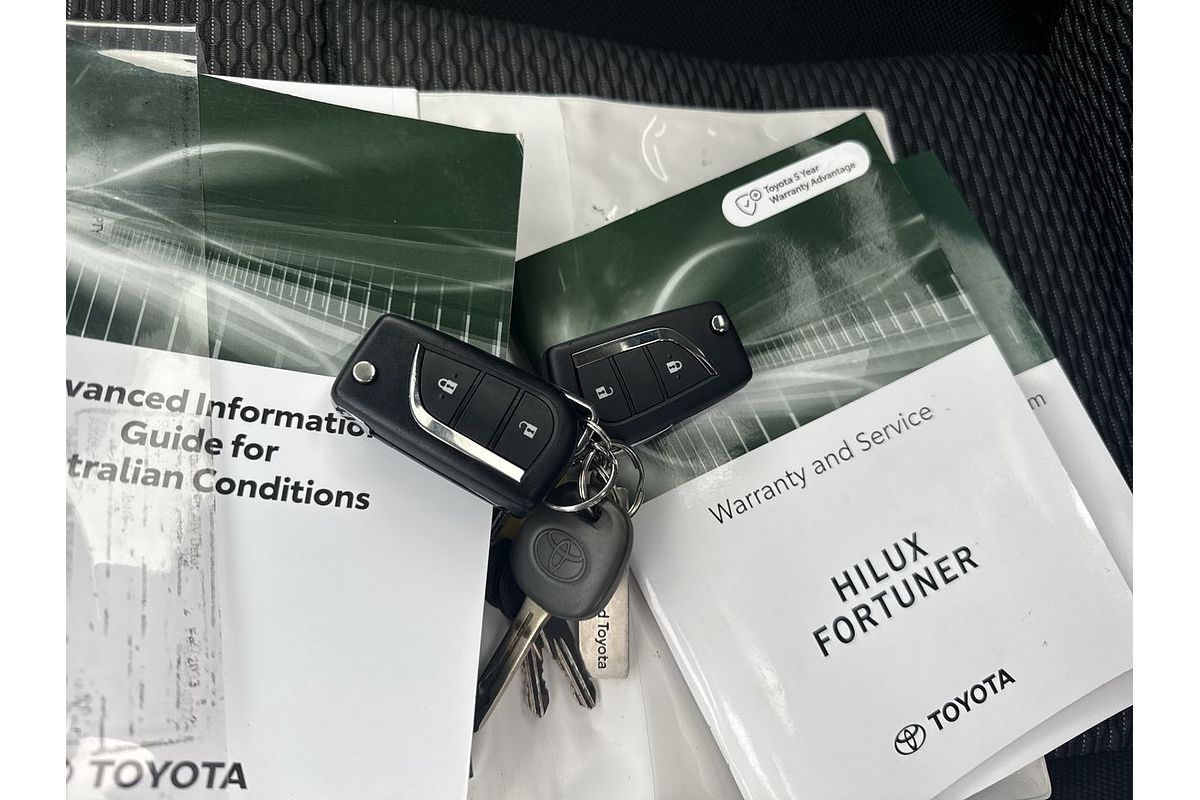 vanced Information
Guide for
tralian Conditions
TOYOTA
Toyota 5 Year
Warranty Advantage
Warranty and Service
HILUX
FORTUNER
TOYOTA
d Toyota
m